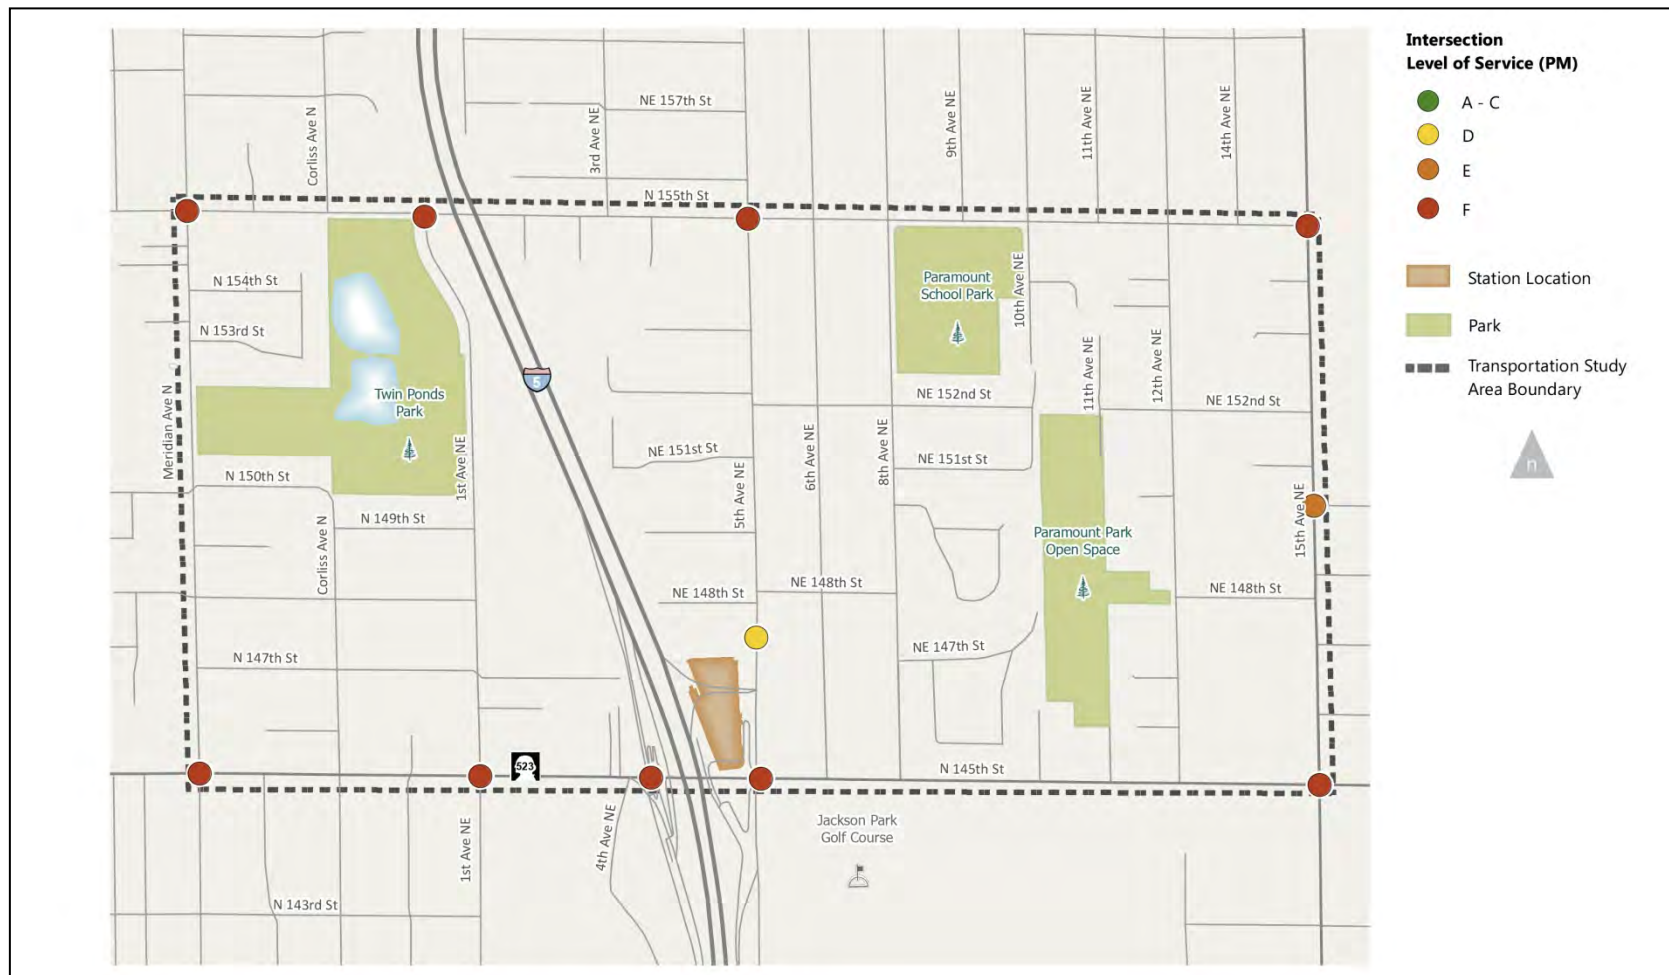 Intersection
Level of Service (PM)
A - C
D
E
F
Station Location
Park
Transportation Study
Area Boundary
n
NE 157th St
Corliss Ave N
3rd Ave NE
9th Ave NE
11th Ave NE
14th Ave NE
N 155th St
N 154th St
N 153rd St
Paramount
School Park
10th Ave NE
5
Meridian Ave N
Twin Ponds
Park
1st Ave NE
NE 152nd St
11th Ave NE
12th Ave NE
NE 152nd St
N 150th St
NE 151st St
5th Ave NE
6th Ave NE
8th Ave NE
NE 151st St
N 149th St
Corliss Ave N
Paramount Park
Open Space
15th Ave NE
NE 148th St
NE 148th St
NE 148th St
N 147th St
NE 147th St
523
N 145th St
1st Ave NE
4th Ave NE
Jackson Park
Golf Course
N 143rd St